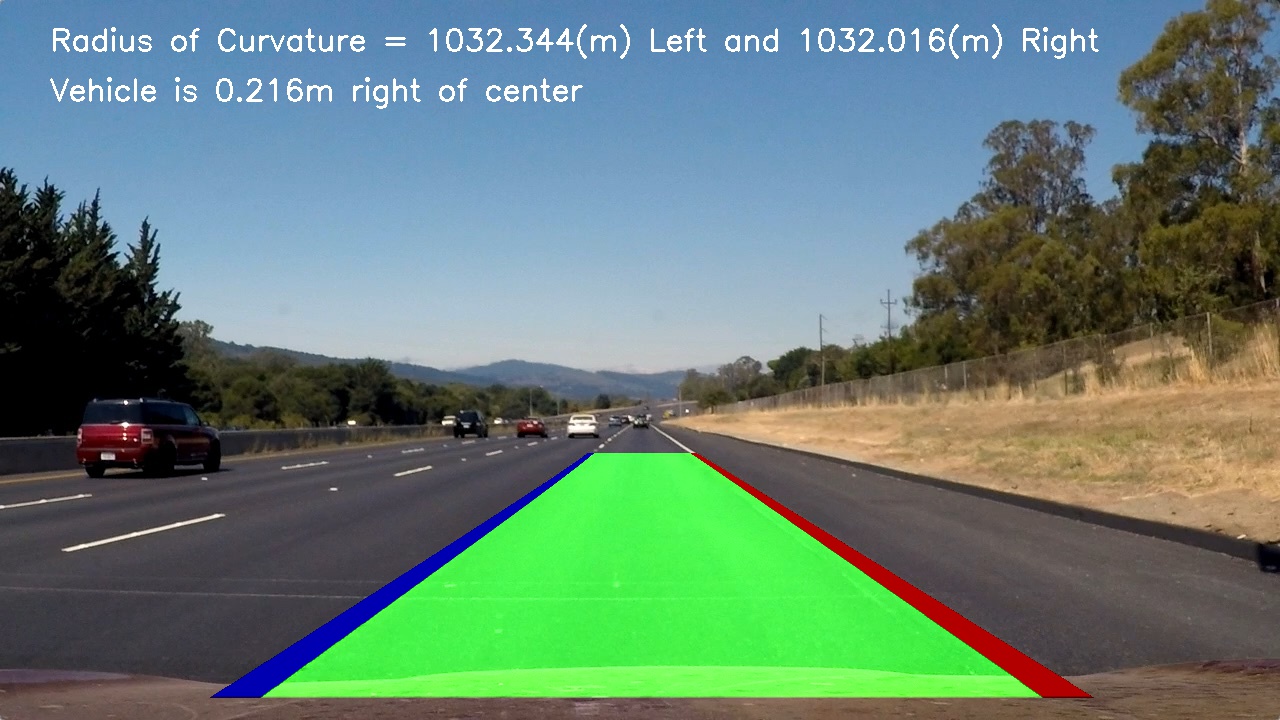 Radius of Curvature = 1032.344(m) Left and 1032.016(m) Right
Vehicle is 0.216m right of center